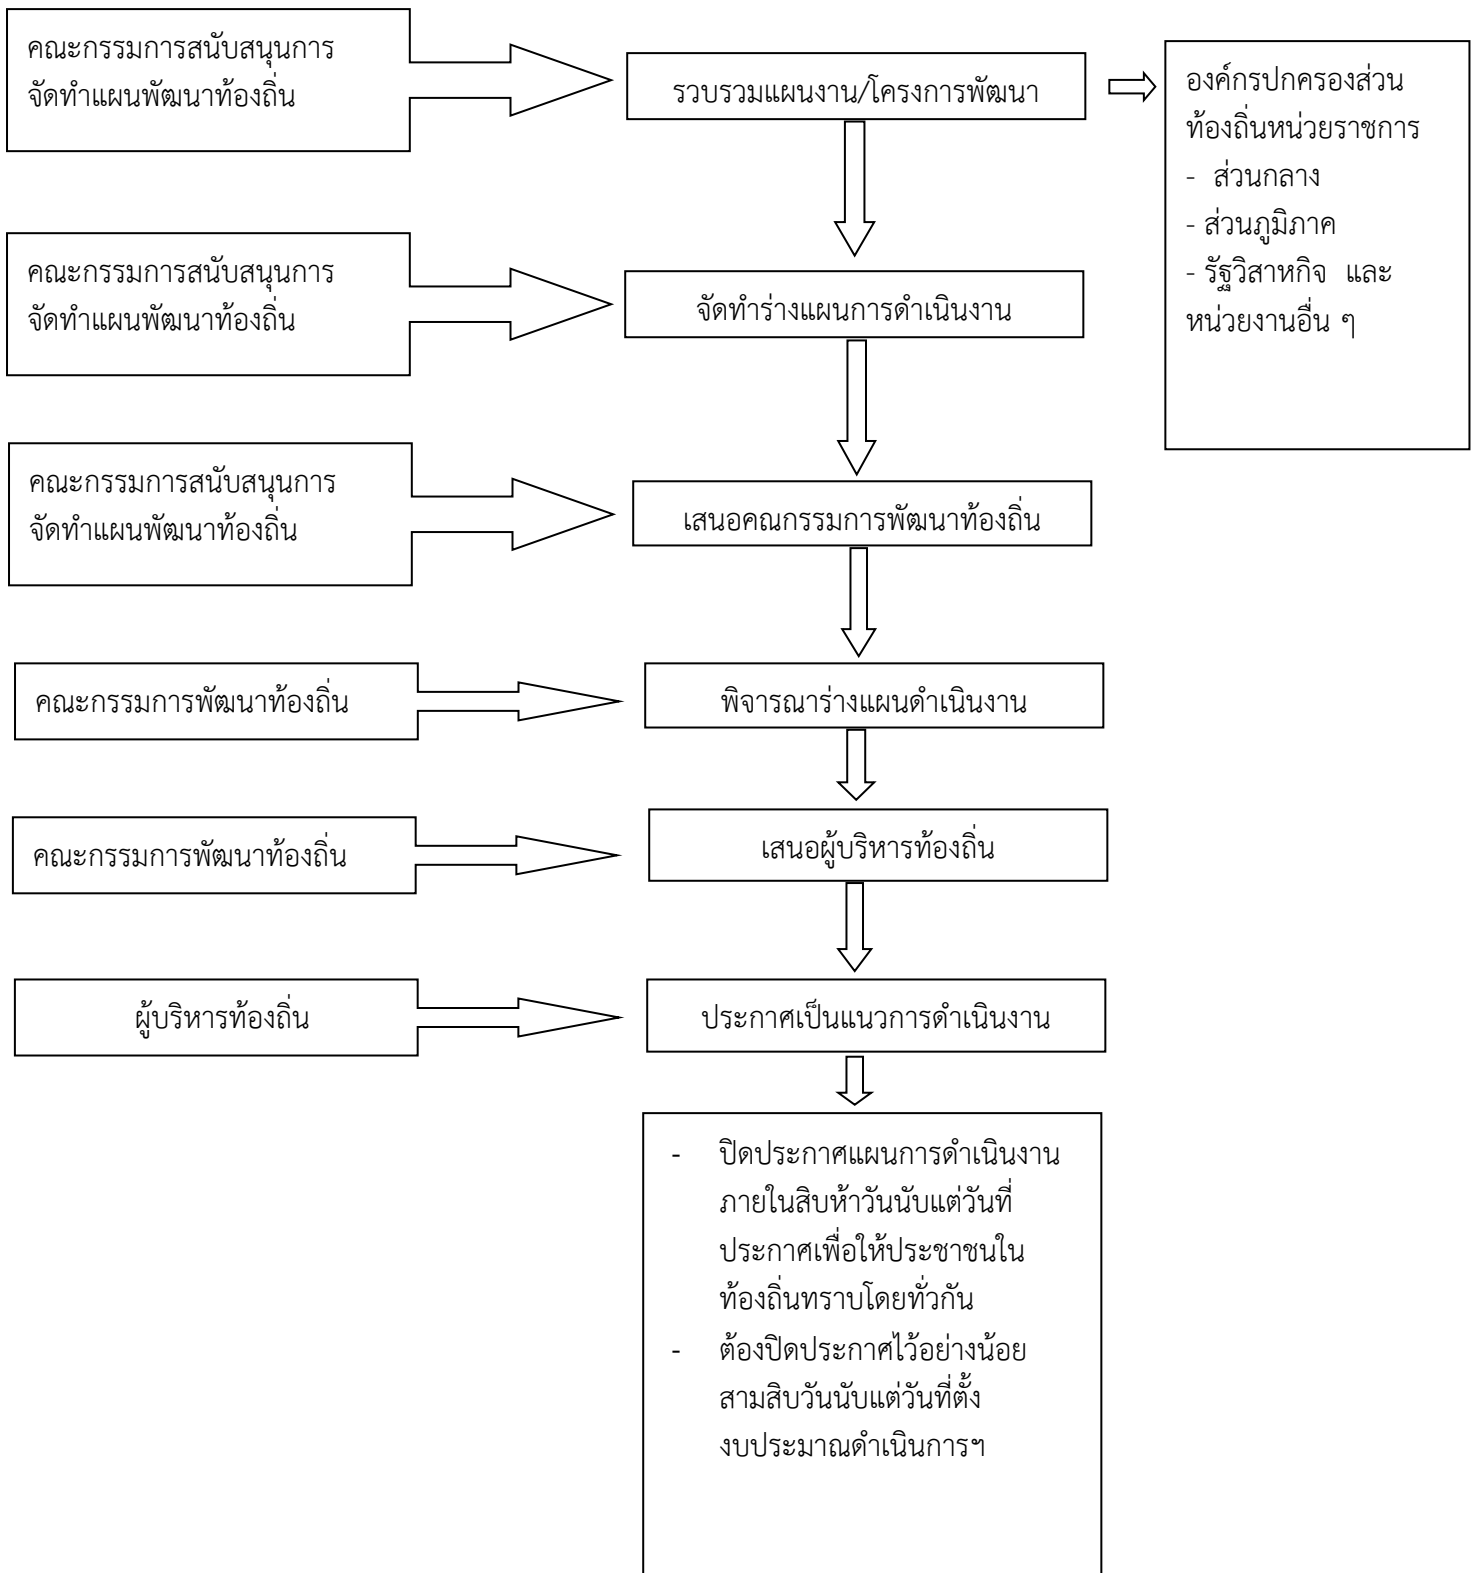 คณะกรรมการสนับสนุนการ
จัดทำแผนพัฒนาท้องถิ่น
รวบรวมแผนงาน/โครงการพัฒนา
องค์กรปกครองส่วน
ท้องถิ่นหน่วยราชการ
- ส่วนกลาง
- ส่วนภูมิภาค
- รัฐวิสาหกิจ และ
หน่วยงานอื่น ๆ
คณะกรรมการสนับสนุนการ
จัดทำแผนพัฒนาท้องถิ่น
จัดทำร่างแผนการดำเนินงาน
คณะกรรมการสนับสนุนการ
จัดทำแผนพัฒนาท้องถิ่น
เสนอคณกรรมการพัฒนาท้องถิ่น
คณะกรรมการพัฒนาท้องถิ่น
พิจารณาร่างแผนดำเนินงาน
คณะกรรมการพัฒนาท้องถิ่น
เสนอผู้บริหารท้องถิ่น
ผู้บริหารท้องถิ่น
ประกาศเป็นแนวการดำเนินงาน
- ปิดประกาศแผนการดำเนินงาน
ภายในสิบห้าวันนับแต่วันที่
ประกาศเพื่อให้ประชาชนใน
ท้องถิ่นทราบโดยทั่วกัน
- ต้องปิดประกาศไว้อย่างน้อย
สามสิบวันนับแต่วันที่ตั้ง
งบประมาณดำเนินการฯ